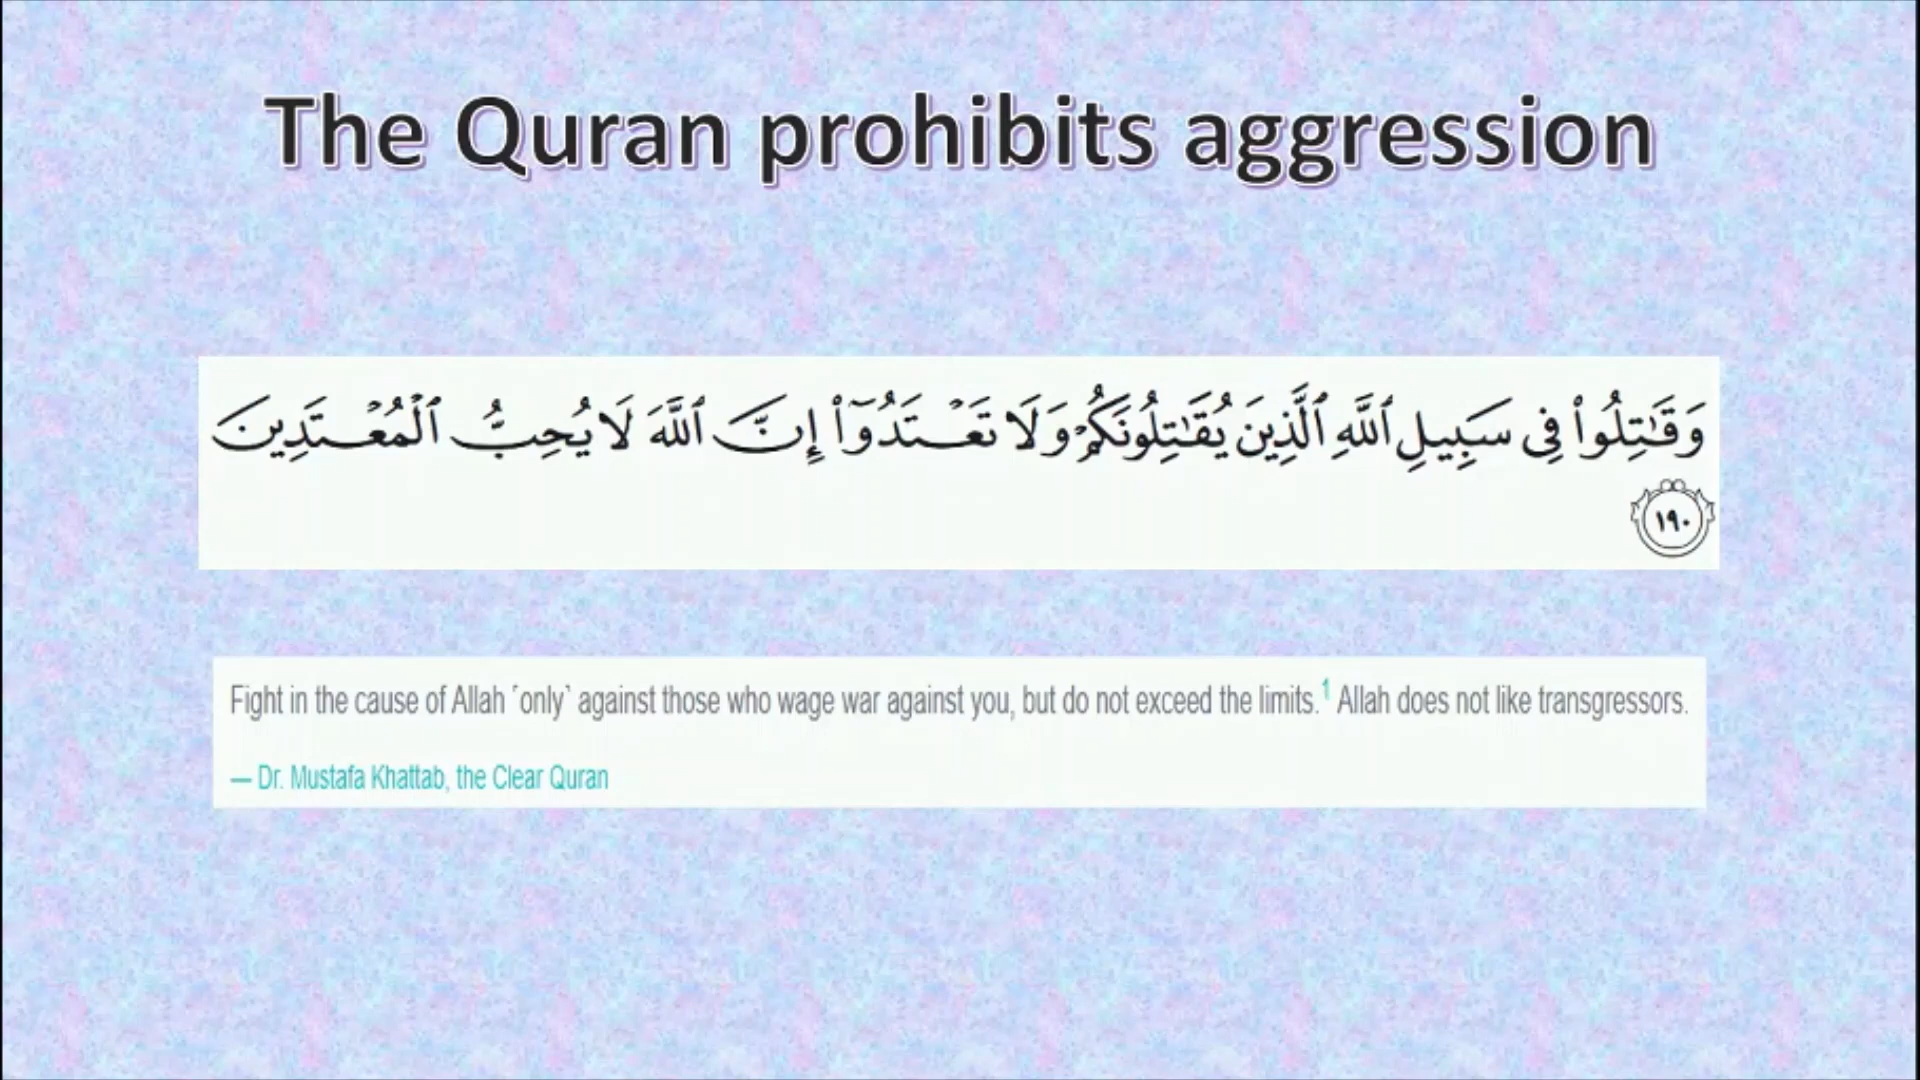 The Quran prohibits aggression
وَقَـٰتِلُوا۟ فِى سَبِيلِ ٱللَّهِ ٱلَّذِينَ يُقَـٰتِلُونَكُمْ وَلَا تَعْـتَدُوٓا۟ إِنَّ ٱللَّهَ لَا يُحِبُّ ٱلْمُعْـتَدِينَ
١٩٠
Fight in the cause of Allah ˹only˺ against those who wage war against you, but do not exceed the limits.¹ Allah does not like transgressors.
— Dr. Mustafa Khattab, the Clear Quran